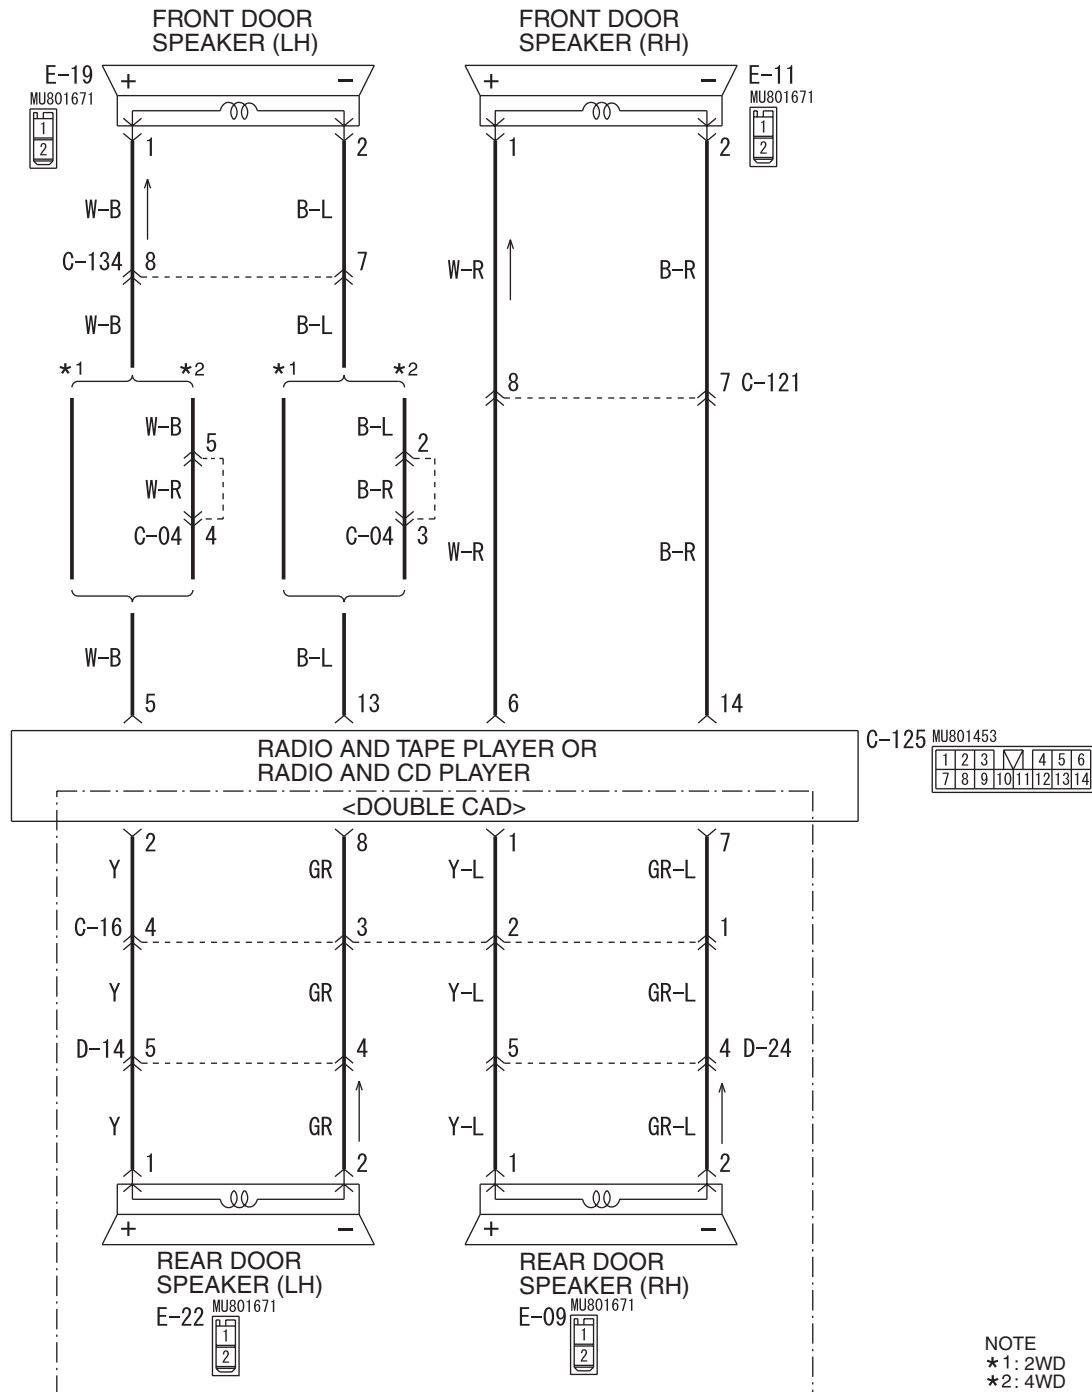 FRONT DOOR
SPEAKER (LH)
FRONT DOOR
SPEAKER (RH)
E-19
MU801671
1
2
+ −
+ −
E-11
MU801671
1
2
1 2 1 2
W-B B-L
C-134 8 7
W-R B-R
W-B B-L
*1 *2 *1 *2
8 7 C-121
W-B 5 B-L 2
W-R B-R
C-04 4 C-04 3
W-R B-R
W-B B-L
5 13 6 14
RADIO AND TAPE PLAYER OR
RADIO AND CD PLAYER
<DOUBLE CAD>
C-125 MU801453
1 2 3 4 5 6
7 8 9 10 11 12 13 14
2 8 1 7
Y GR Y-L GR-L
C-16 4 3 2 1
Y GR Y-L GR-L
D-14 5 4 5 4 D-24
Y GR Y-L GR-L
1 2 1 2
+ −
+ −
REAR DOOR
SPEAKER (LH)
E-22 MU801671
1
2
REAR DOOR
SPEAKER (RH)
E-09 MU801671
1
2
NOTE
*1: 2WD
*2: 4WD